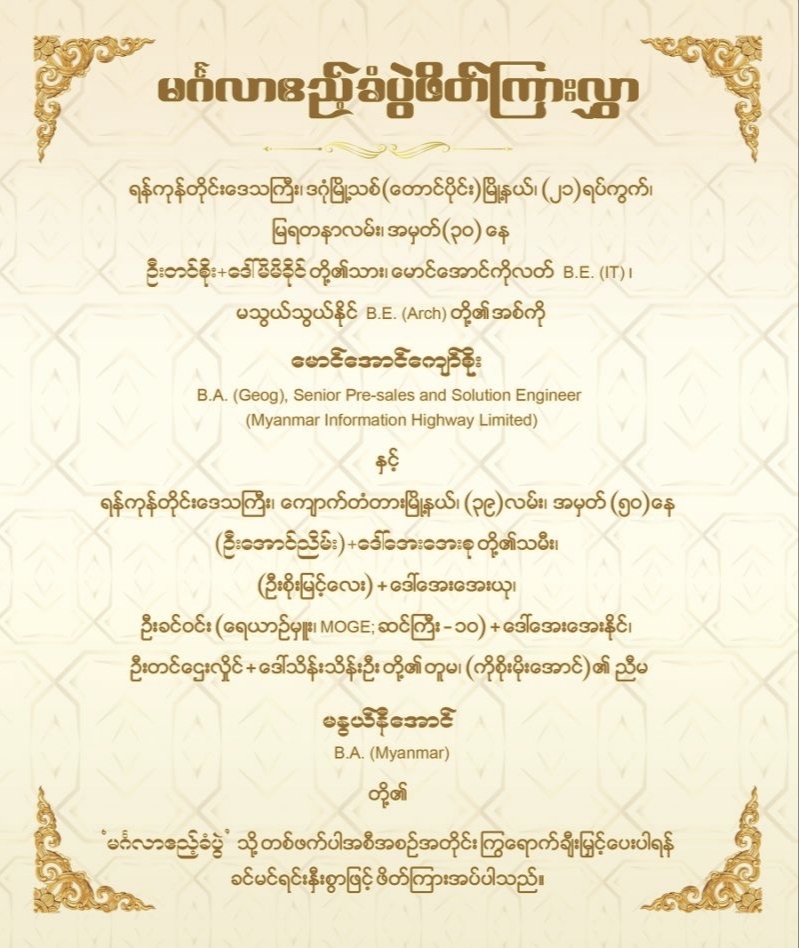 မင်္ဂလာဧည့်ခံပွဲဖိတ်ကြားလွှာ
ရန်ကုန်တိုင်းဒေသကြီး၊ ဒဂုံမြို့သစ်(တောင်ပိုင်း)မြို့နယ်၊ (၂၁)ရပ်ကွက်၊
မြရတနာလမ်း၊ အမှတ်(၃၀) နေ
ဦးတင်စိုး+ဒေါ်မိမိခိုင် တို့၏သား၊ မောင်အောင်ကိုလတ် B.E. (IT) ၊
မသွယ်သွယ်နိုင် B.E. (Arch) တို့၏အစ်ကို
မောင်အောင်ကျော်စိုး
B.A. (Geog), Senior Pre-sales and Solution Engineer
(Myanmar Information Highway Limited)
နှင့်
ရန်ကုန်တိုင်းဒေသကြီး၊ ကျောက်တံတားမြို့နယ်၊ (၃၉)လမ်း၊ အမှတ် (၅၀)နေ
(ဦးအောင်ညိမ်း)+ဒေါ်အေးအေးစု တို့၏သမီး၊
(ဦးစိုးမြင့်လေး) + ဒေါ်အေးအေးယု၊
ဦးခင်ဝင်း (ရေယာဉ်မှူး၊ MOGE; ဆင်ကြီး – ၁၀) + ဒေါ်အေးအေးနိုင်၊
ဦးတင်ဌေးလှိုင် + ဒေါ်သိန်းသိန်းဦး တို့၏ တူမ၊ (ကိုစိုးမိုးအောင်)၏ ညီမ
မနွယ်နီအောင်
B.A. (Myanmar)
တို့၏
‘မင်္ဂလာဧည့်ခံပွဲ’ သို့ တစ်ဖက်ပါအစီအစဉ်အတိုင်း ကြွရောက်ချီးမြှင့်ပေးပါရန်
ခင်မင်ရင်းနှီးစွာဖြင့် ဖိတ်ကြားအပ်ပါသည်။